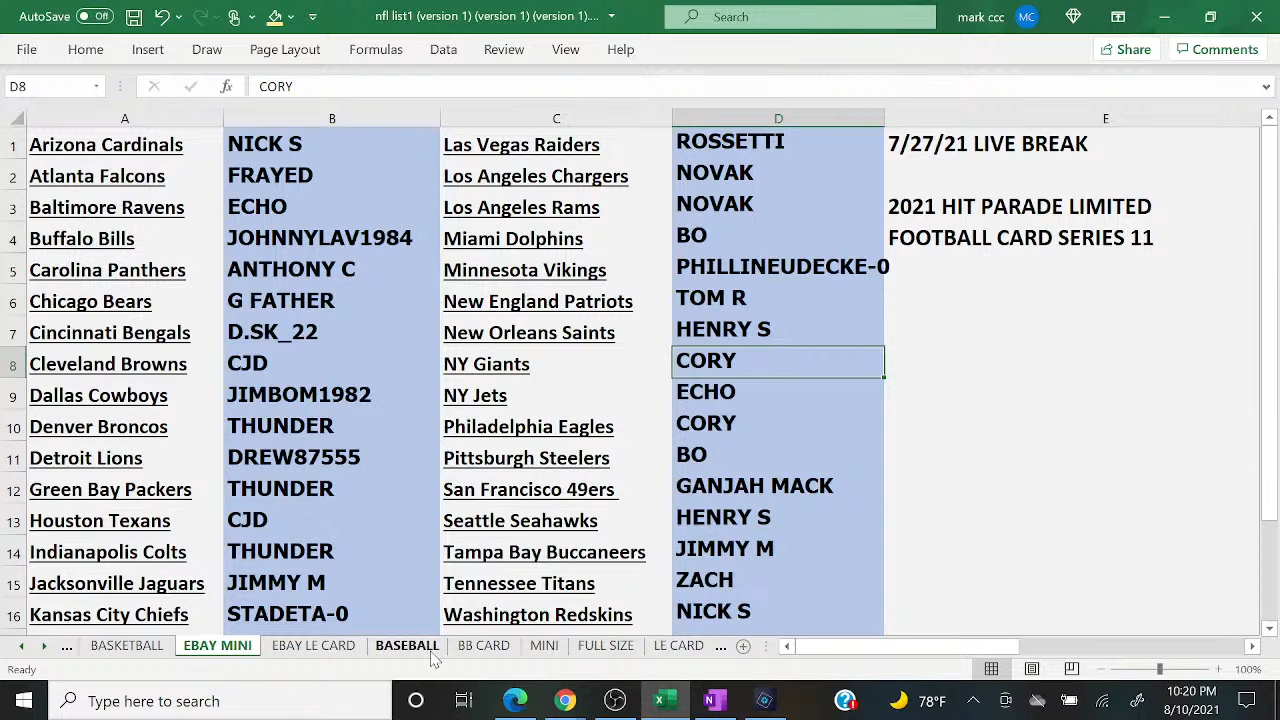 AutoSave Off nfl list1 (version 1) (version 1) (version 1)... Search mark ccc MC
File Home Insert Draw Page Layout Formulas Data Review View Help Share Comments
D8 fx CORY
A B C D E
1 Arizona Cardinals NICK S Las Vegas Raiders ROSSETTI 7/27/21 LIVE BREAK
2 Atlanta Falcons FRAYED Los Angeles Chargers NOVAK
3 Baltimore Ravens ECHO Los Angeles Rams NOVAK 2021 HIT PARADE LIMITED
4 Buffalo Bills JOHNNYLAV1984 Miami Dolphins BO FOOTBALL CARD SERIES 11
5 Carolina Panthers ANTHONY C Minnesota Vikings PHILLINEUDECKE-0
6 Chicago Bears G FATHER New England Patriots TOM R
7 Cincinnati Bengals D.SK_22 New Orleans Saints HENRY S
8 Cleveland Browns CJD NY Giants CORY
9 Dallas Cowboys JIMBOM1982 NY Jets ECHO
10 Denver Broncos THUNDER Philadelphia Eagles CORY
11 Detroit Lions DREW87555 Pittsburgh Steelers BO
12 Green Bay Packers THUNDER San Francisco 49ers GANJAH MACK
13 Houston Texans CJD Seattle Seahawks HENRY S
14 Indianapolis Colts THUNDER Tampa Bay Buccaneers JIMMY M
15 Jacksonville Jaguars JIMMY M Tennessee Titans ZACH
16 Kansas City Chiefs STADETA-0 Washington Redskins NICK S
... BASKETBALL EBAY MINI EBAY LE CARD BASEBALL BB CARD MINI FULL SIZE LE CARD ...
Ready 100%
Type here to search 78°F 10:20 PM
8/10/2021